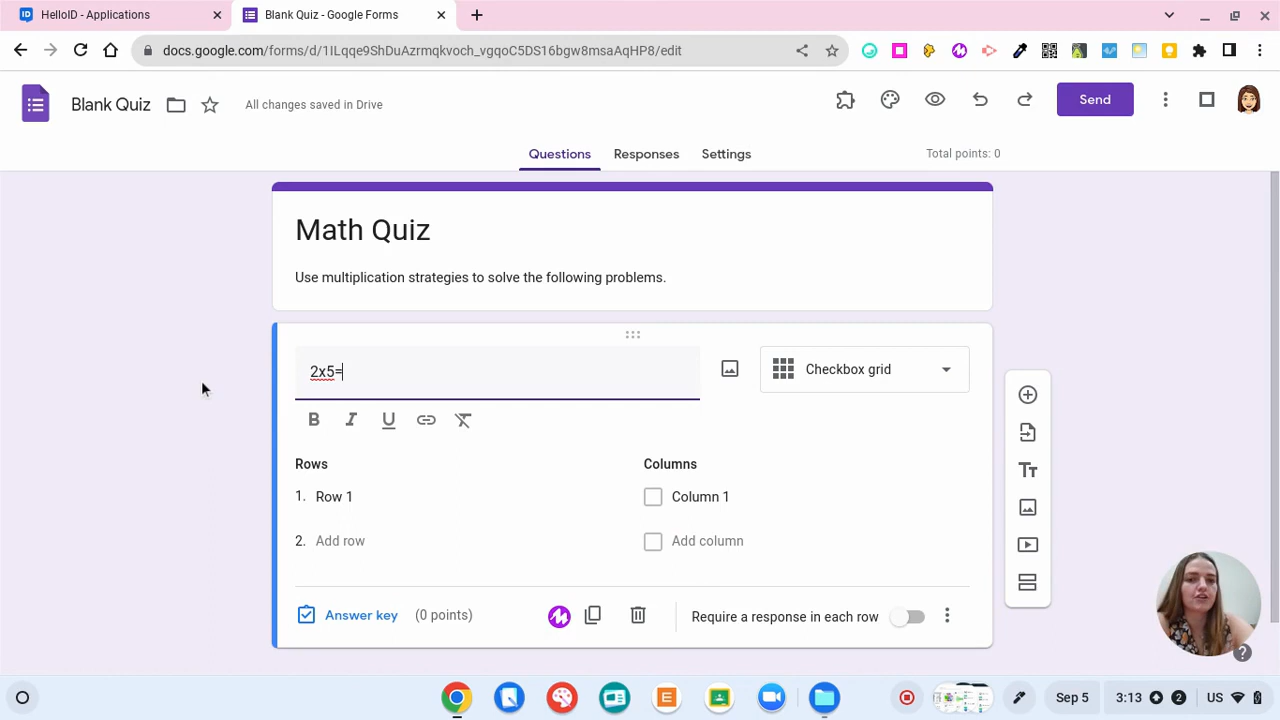 HelloID - Applications
Blank Quiz - Google Forms
docs.google.com/forms/d/1ILqqe9ShDuAzrmqkvoch_vgqoC5DS16bgw8msaAqHP8/edit
Blank Quiz
All changes saved in Drive
Send
Questions
Responses
Settings
Total points: 0
Math Quiz
Use multiplication strategies to solve the following problems.
2x5=
Checkbox grid
B I U
Rows
Columns
1. Row 1
Column 1
2. Add row
Add column
Answer key (0 points)
Require a response in each row
Sep 5
3:13
2
US